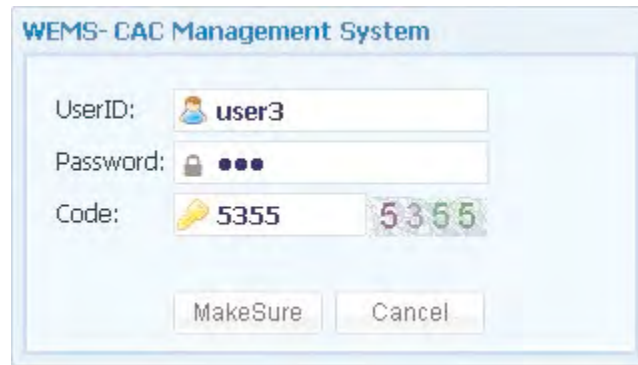 WEMS- CAC Management System
UserID: user3
Password: ●●●
Code: 5355 5355
MakeSure Cancel